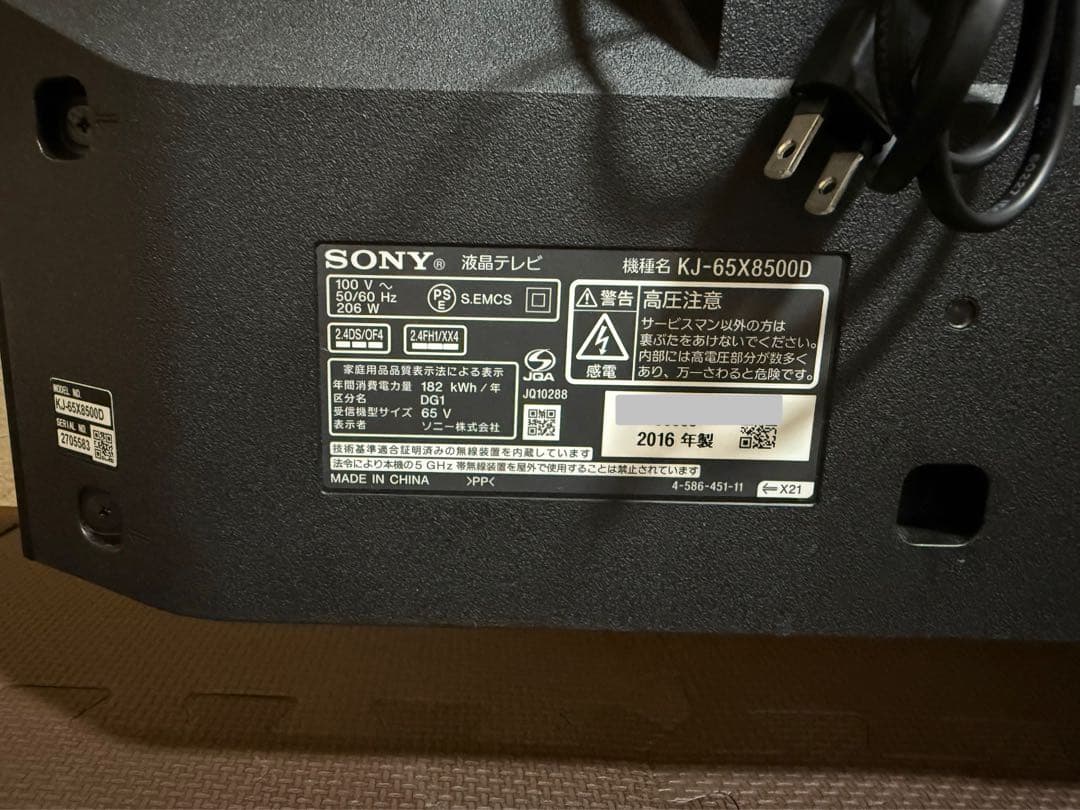 SONY® 液晶テレビ
機種名 KJ-65X8500D
100 V ～
50/60 Hz
206 W
PS
E
S.EMCS
2.4DS/OF4
2.4FH1/XX4
警告
感電
高圧注意
サービスマン以外の方は
裏ぶたをあけないでください。
内部には高電圧部分が数多く
あり、万一さわると危険です。
家庭用品品質表示法による表示
年間消費電力量 182 kWh/年
区分名 DG1
受信機型サイズ 65 V
表示者 ソニー株式会社
JQA
JQ10288
2016 年製
技術基準適合証明済みの無線装置を内蔵しています
法令により本機の5 GHz 帯無線装置を屋外で使用することは禁止されています
MADE IN CHINA >PP<
4-586-451-11
X21
MODEL NO.
KJ-65X8500D
SERIAL NO.
2705583